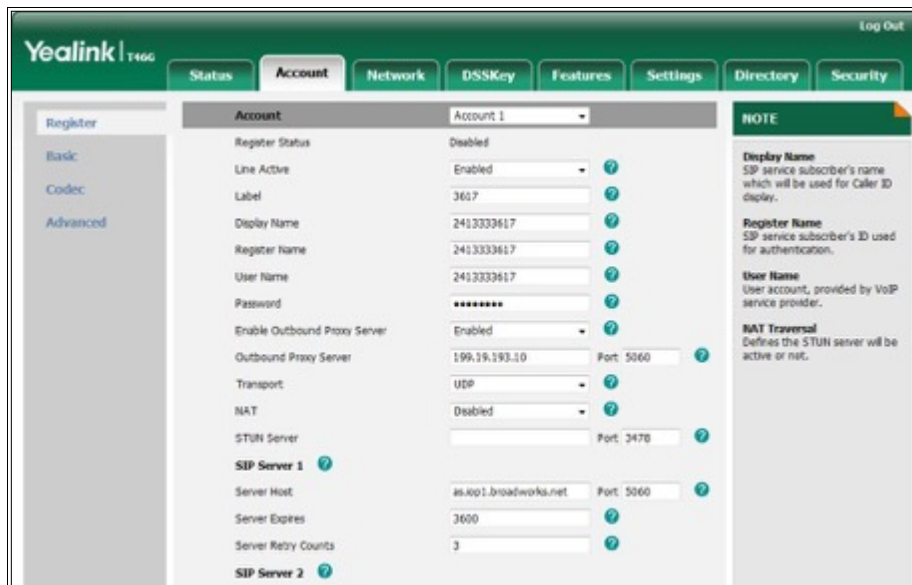 Log Out
Yealink T46G
Status Account Network DSSKey Features Settings Directory Security
Register
Basic
Codec
Advanced
Account Account 1
Register Status Disabled
Line Active Enabled
Label 3617
Display Name 2413333617
Register Name 2413333617
User Name 2413333617
Password ••••••••
Enable Outbound Proxy Server Enabled
Outbound Proxy Server 199.19.193.10 Port 5060
Transport UDP
NAT Disabled
STUN Server Port 3478
SIP Server 1
Server Host as.iop1.broadworks.net Port 5060
Server Expires 3600
Server Retry Counts 3
SIP Server 2
NOTE
Display Name
SIP service subscriber's name
which will be used for Caller ID
display.
Register Name
SIP service subscriber's ID used
for authentication.
User Name
User account, provided by VoIP
service provider.
NAT Traversal
Defines the STUN server will be
active or not.